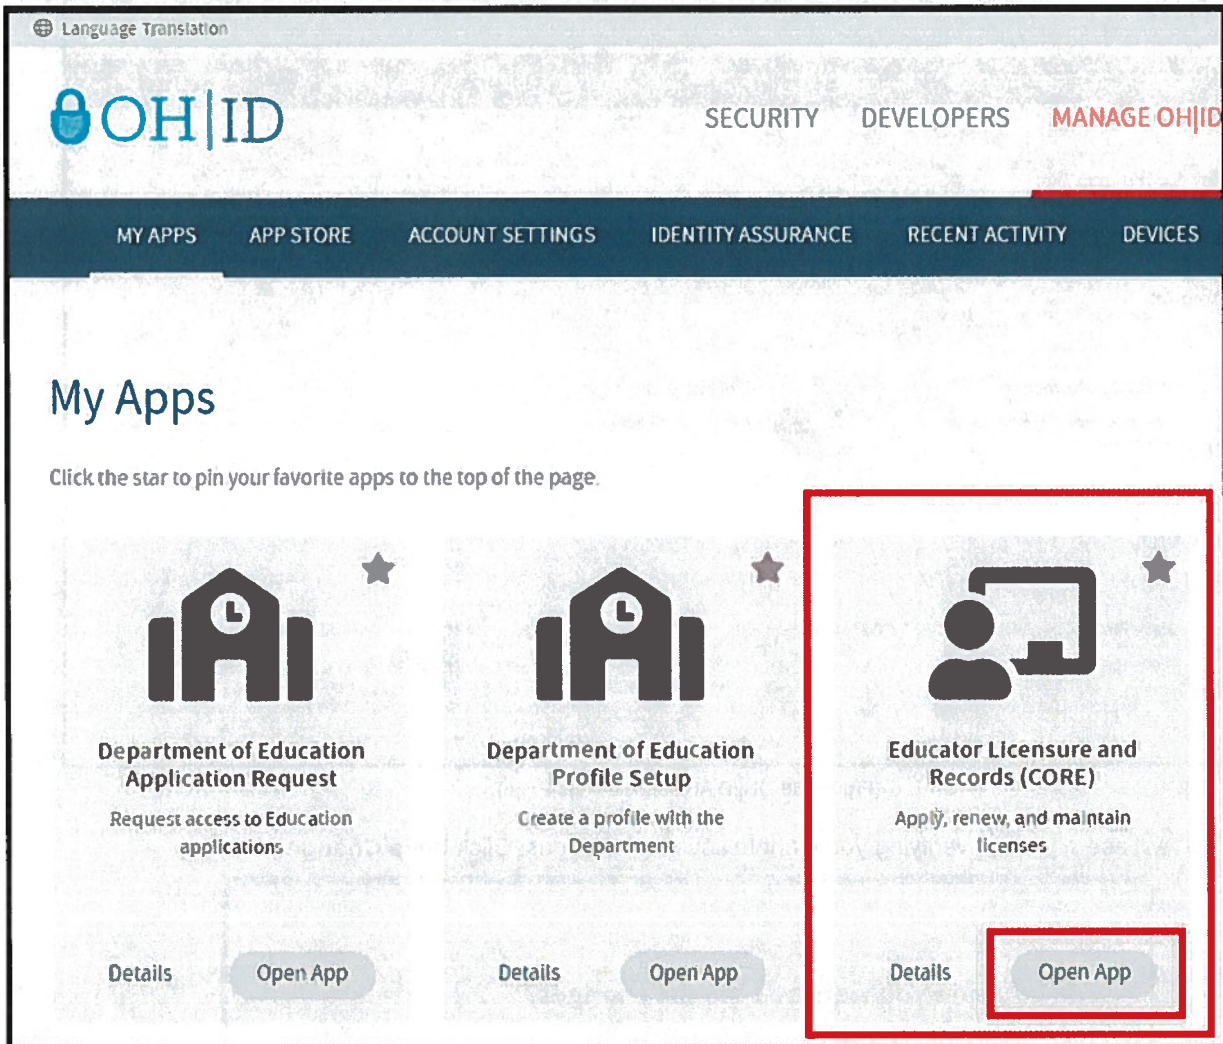 Language Translation
OH|ID
SECURITY DEVELOPERS MANAGE OH|ID
MY APPS APP STORE ACCOUNT SETTINGS IDENTITY ASSURANCE RECENT ACTIVITY DEVICES
My Apps
Click the star to pin your favorite apps to the top of the page.
Department of Education
Application Request
Request access to Education
applications
Details Open App
Department of Education
Profile Setup
Create a profile with the
Department
Details Open App
Educator Licensure and
Records (CORE)
Apply, renew, and maintain
licenses
Details Open App